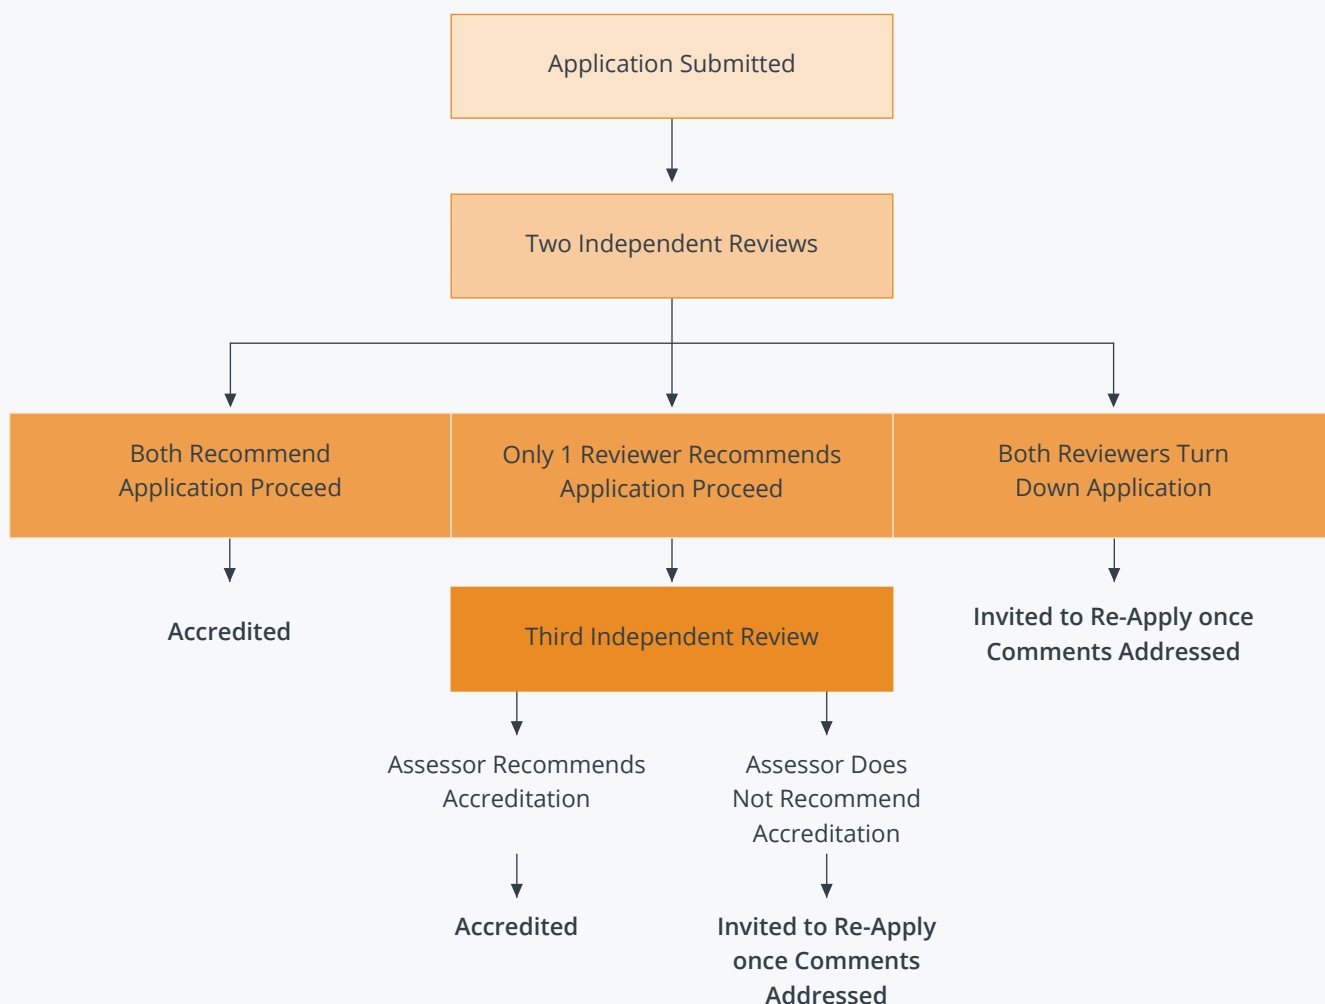 Application Submitted
Two Independent Reviews
Both Recommend
Application Proceed
Only 1 Reviewer Recommends
Application Proceed
Both Reviewers Turn
Down Application
Accredited
Third Independent Review
Invited to Re-Apply once
Comments Addressed
Assessor Recommends
Accreditation
Assessor Does
Not Recommend
Accreditation
Accredited
Invited to Re-Apply
once Comments
Addressed